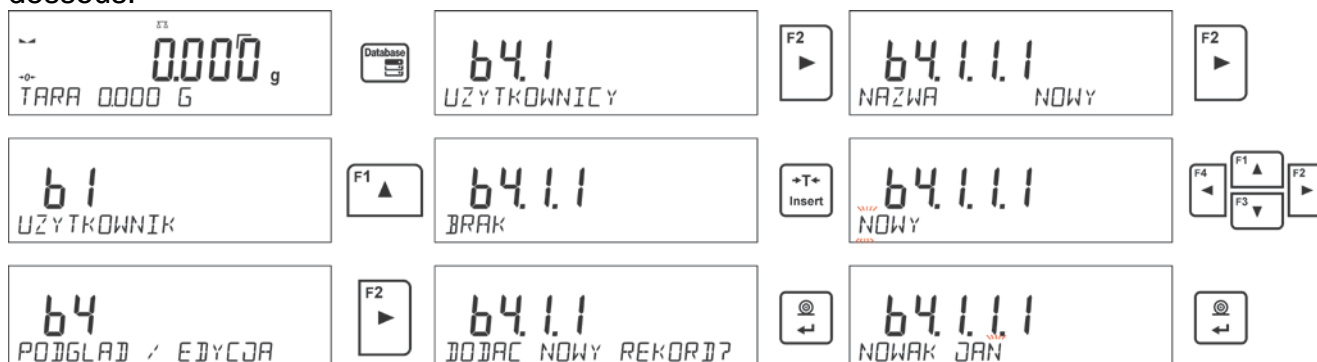 dessous.
0.000 g
→0←
TARA 0.000 G
Database
b4.1
UZYTKOWNICY
F2
b4.1.1.1
NAZWA NOWY
F2
b1
UZYTKOWNIK
F1
b4.1.1
BRAK
→T←
Insert
b4.1.1.1
NOWY
F4
F1
F3
F2
b4
PODGLAD / EDYCJA
F2
b4.1.1
DODAC NOWY REKORD?
b4.1.1.1
NOWAK JAN